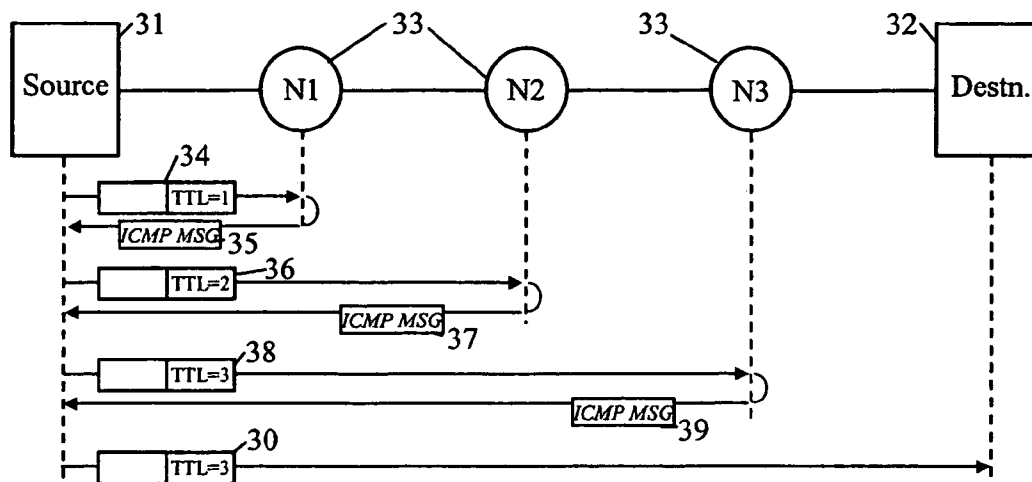 31 33 33 32
Source N1 N2 N3 Destn.
34
TTL=1
ICMP MSG 35
36
TTL=2
ICMP MSG 37
38
TTL=3
ICMP MSG 39
30
TTL=3